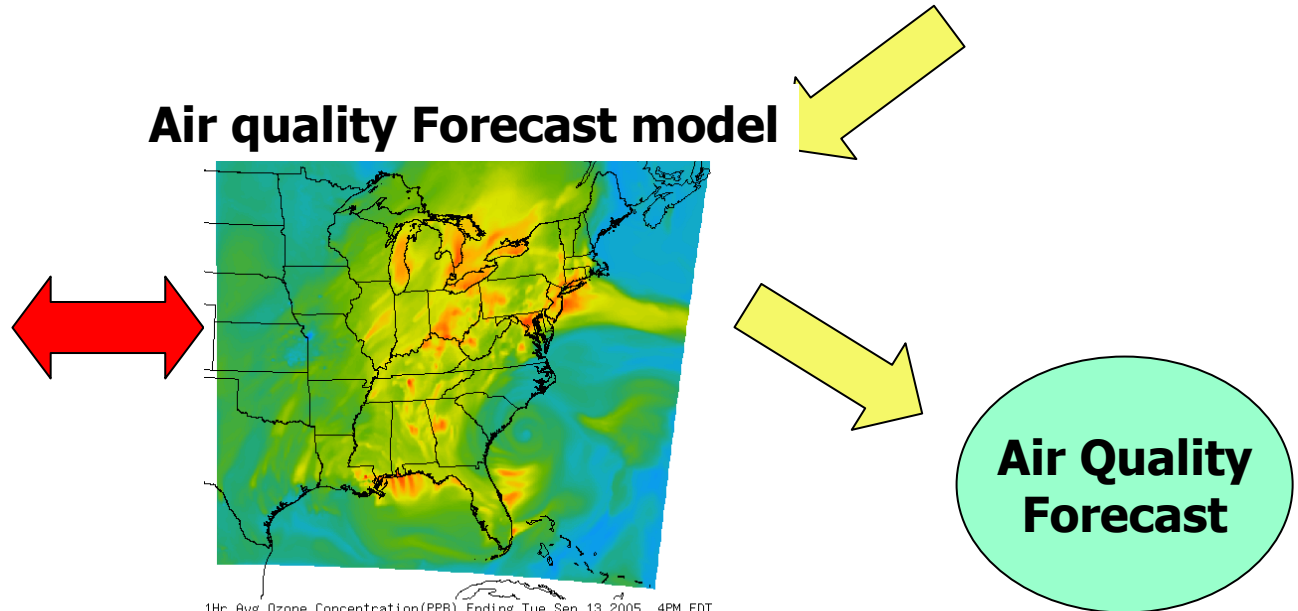 Air quality Forecast model
Air Quality
Forecast
1Hr Avg Ozone Concentration(PPB) Ending Tue Sep 13 2005 4PM EDT